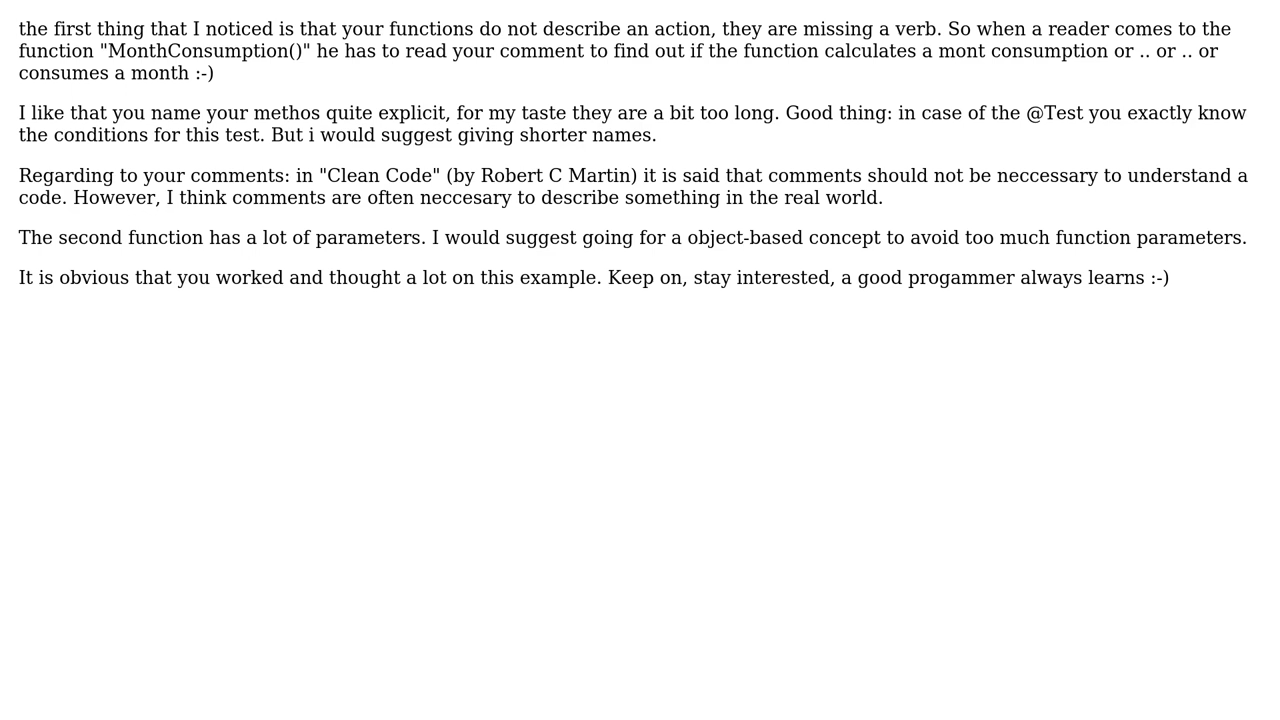 the first thing that I noticed is that your functions do not describe an action, they are missing a verb. So when a reader comes to the
function "MonthConsumption()" he has to read your comment to find out if the function calculates a mont consumption or .. or .. or
consumes a month :-)
I like that you name your methos quite explicit, for my taste they are a bit too long. Good thing: in case of the @Test you exactly know
the conditions for this test. But i would suggest giving shorter names.
Regarding to your comments: in "Clean Code" (by Robert C Martin) it is said that comments should not be neccessary to understand a
code. However, I think comments are often neccesary to describe something in the real world.
The second function has a lot of parameters. I would suggest going for a object-based concept to avoid too much function parameters.
It is obvious that you worked and thought a lot on this example. Keep on, stay interested, a good progammer always learns :-)